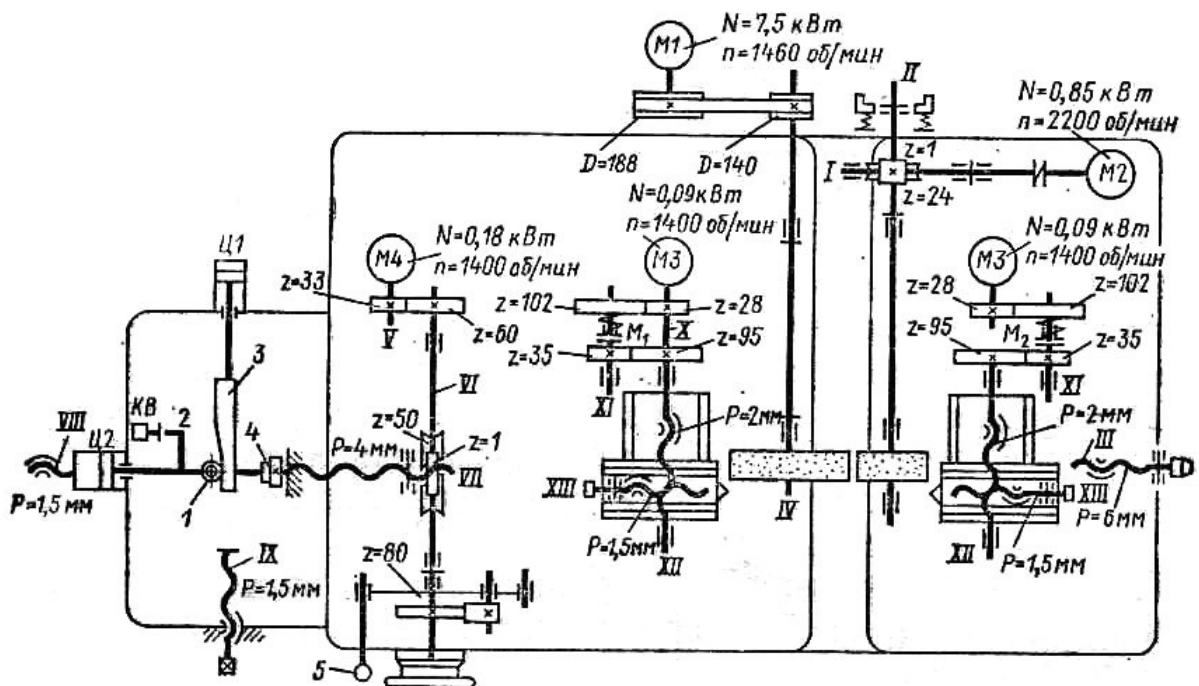 N=7,5 кВт
n=1460 об/мин
M1
II
N=0,85 кВт
n=2200 об/мин
D=188
D=140
z=1
I
M2
z=24
N=0,09кВт
n=1400 об/мин
N=0,18 кВт
n=1400 об/мин
N=0,09 кВт
n=1400 об/мин
Ц1
M4
M3
M3
z=33
z=102
z=28
z=28
z=102
V
z=60
X
z=95
M₁
z=35
z=95
M₂
z=35
3
VI
XI
XI
VIII
КВ
2
z=50
P=2мм
P=2мм
Ц2
4
P=4мм
z=1
III
VII
XIII
XIII
P=1,5 мм
1
IV
P=6мм
P=1,5мм
P=1,5мм
IX
z=80
XII
XII
P=1,5мм
5